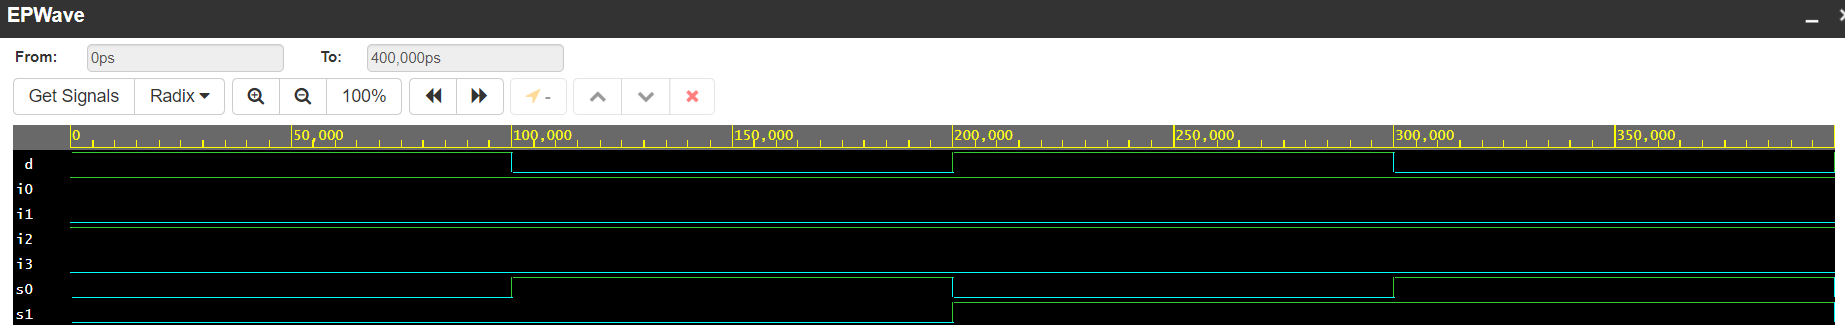 EPWave
From: 0ps To: 400,000ps
Get Signals Radix 100% -
0 50,000 100,000 150,000 200,000 250,000 300,000 350,000
d
i0
i1
i2
i3
s0
s1